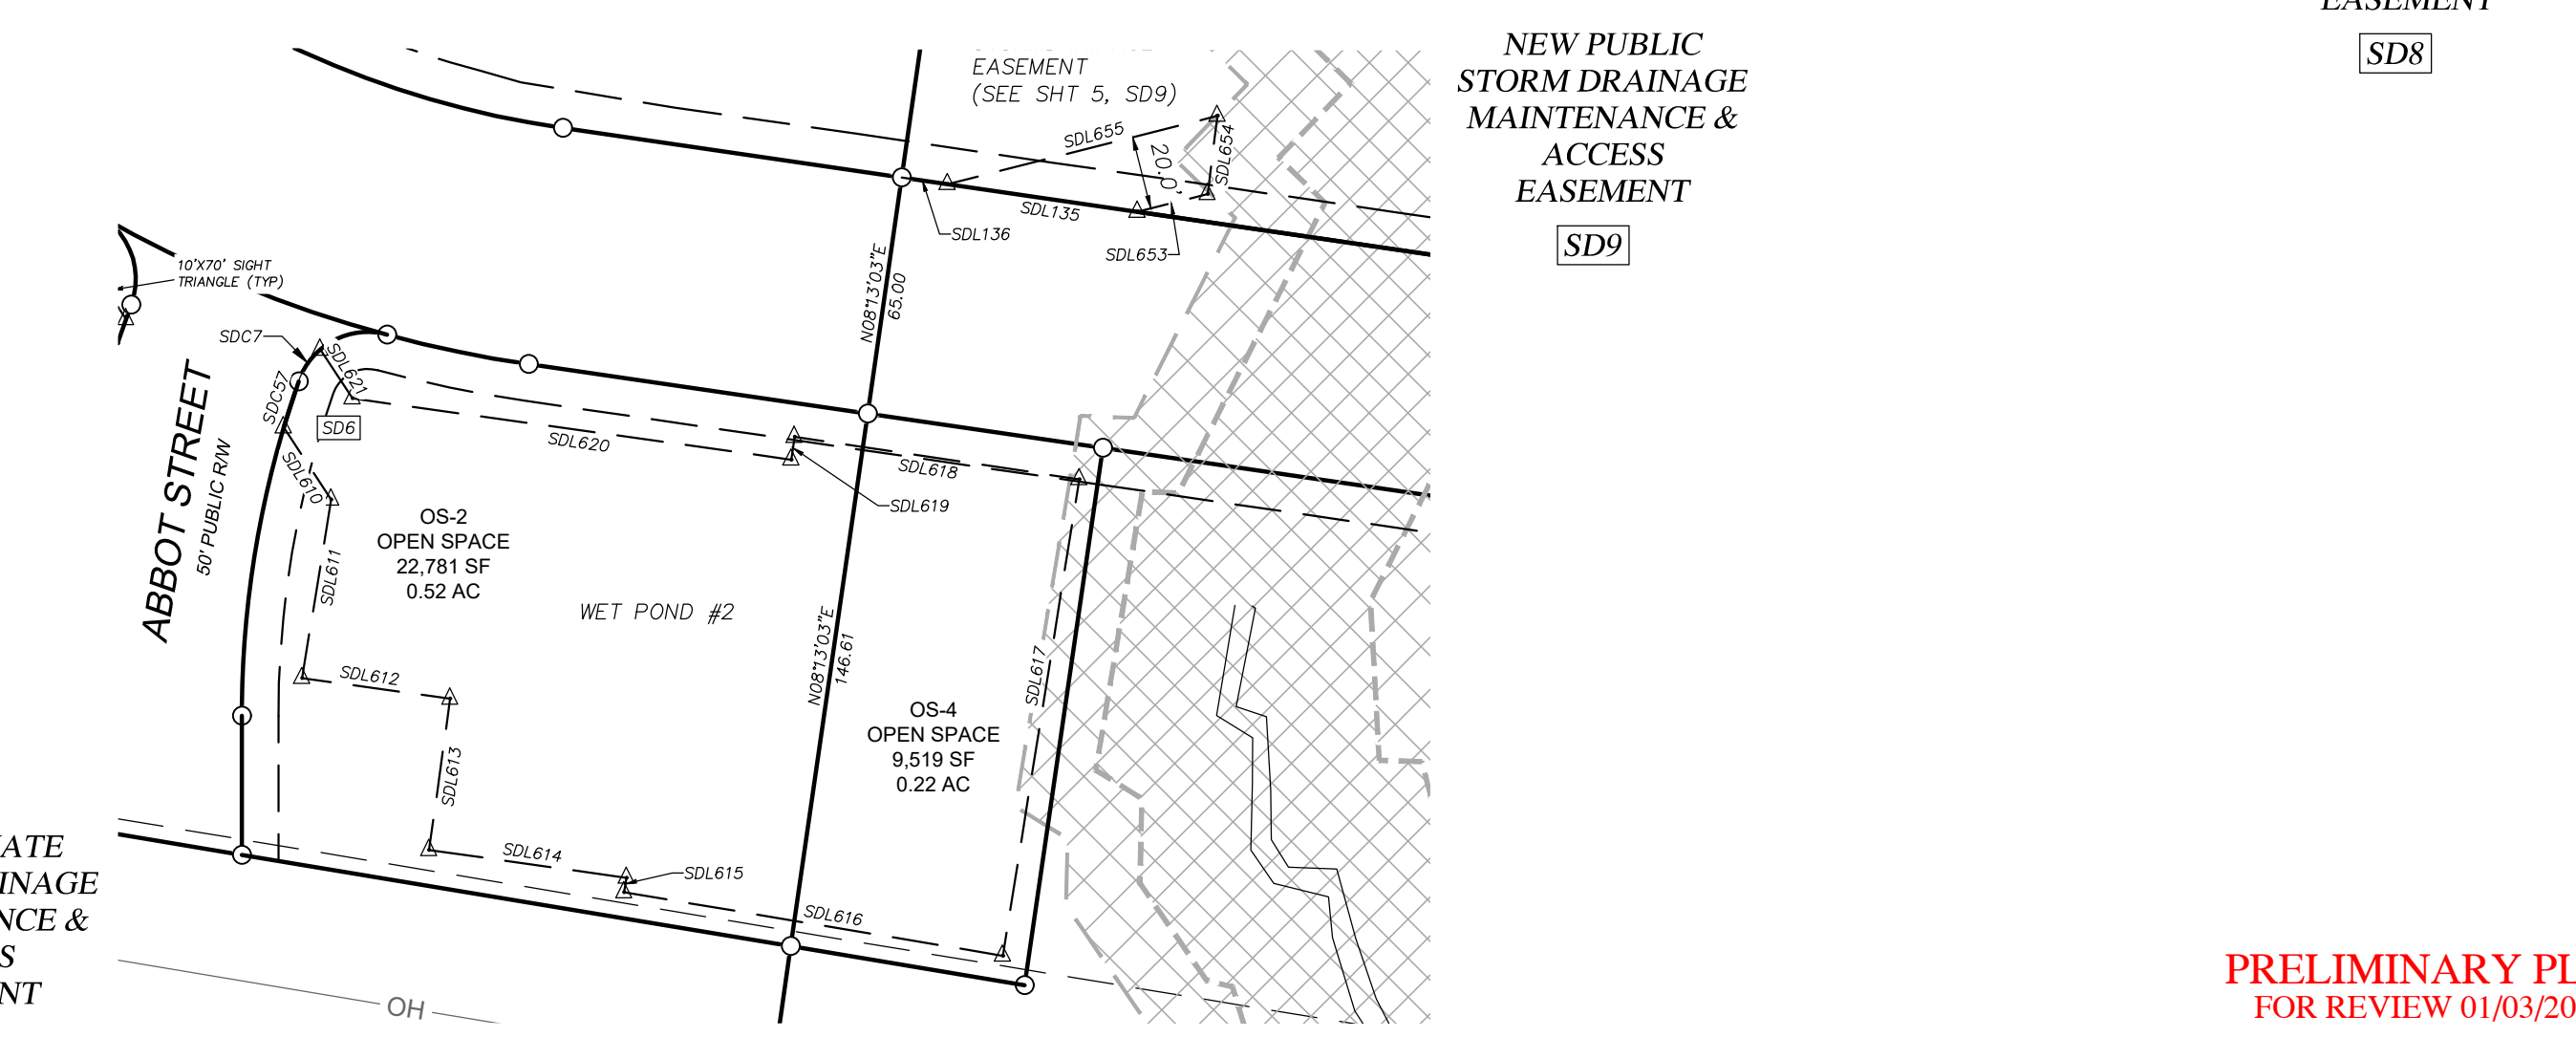 EASEMENT
SD8
NEW PUBLIC
STORM DRAINAGE
MAINTENANCE &
ACCESS
EASEMENT
SD9
EASEMENT
(SEE SHT 5, SD9)
SDL655
SDL654
20.0'
SDL135
SDL136
SDL653
N08°13'03"E
65.00
10'X70' SIGHT
TRIANGLE (TYP)
SDC7
SDL621
SDC57
SD6
SDL620
SDL618
SDL619
SDL610
ABBOT STREET
50' PUBLIC R/W
SDL611
OS-2
OPEN SPACE
22,781 SF
0.52 AC
WET POND #2
N08°13'03"E
146.61
SDL617
SDL612
OS-4
OPEN SPACE
9,519 SF
0.22 AC
SDL613
SDL614
SDL615
SDL616
ATE
INAGE
NCE &
S
NT
OH
PRELIMINARY PL
FOR REVIEW 01/03/20